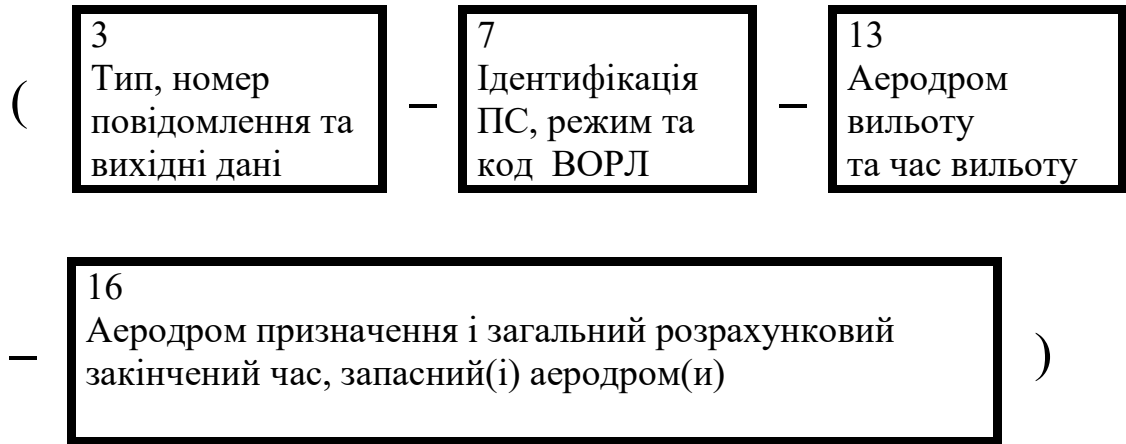 3
Тип, номер
повідомлення та
вихідні дані
7
Ідентифікація
ПС, режим та
код ВОРЛ
13
Аеродром
вильоту
та час вильоту
( – –
16
Аеродром призначення і загальний розрахунковий
закінчений час, запасний(і) аеродром(и)
– )